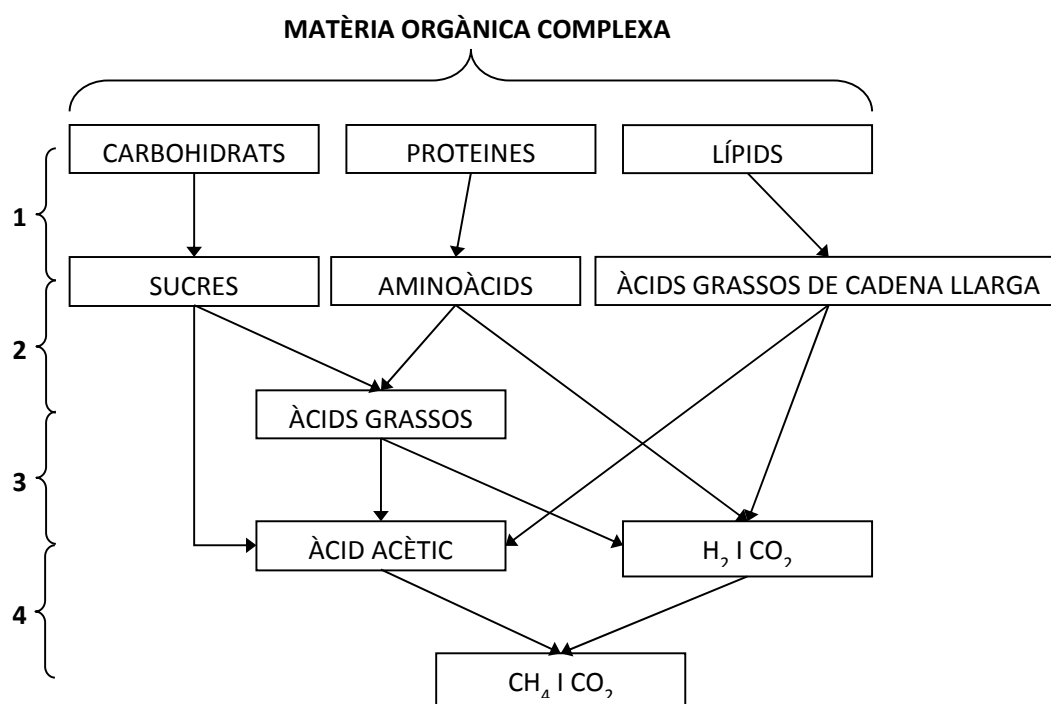 MATÈRIA ORGÀNICA COMPLEXA
CARBOHIDRATS
PROTEINES
LÍPIDS
1
SUCRES
AMINOÀCIDS
ÀCIDS GRASSOS DE CADENA LLARGA
2
ÀCIDS GRASSOS
3
ÀCID ACÈTIC
H₂ I CO₂
4
CH₄ I CO₂